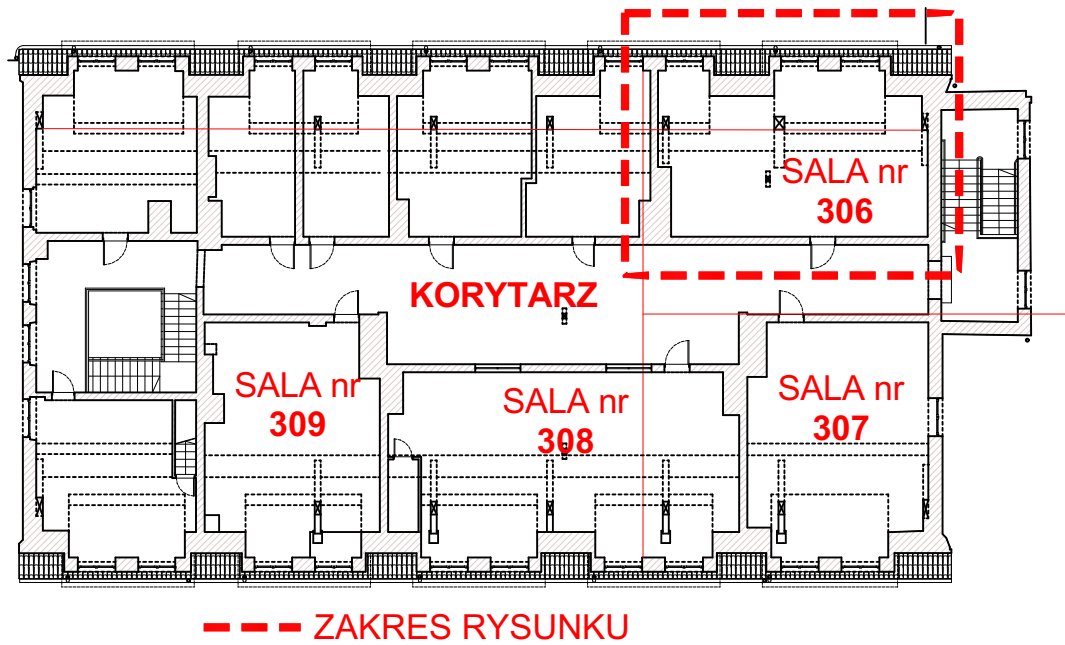 SALA nr
306
KORYTARZ
SALA nr
309
SALA nr
308
SALA nr
307
ZAKRES RYSUNKU